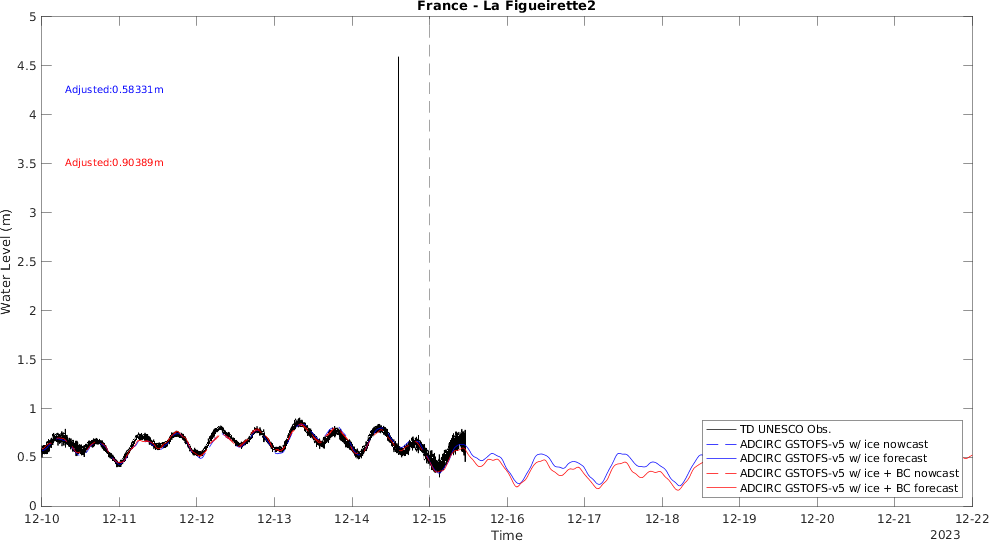 France - La Figueirette2
5
4.5
4
3.5
3
2.5
2
1.5
1
0.5
0
Water Level (m)
Adjusted:0.58331m
Adjusted:0.90389m
TD UNESCO Obs.
ADCIRC GSTOFS-v5 w/ ice nowcast
ADCIRC GSTOFS-v5 w/ ice forecast
ADCIRC GSTOFS-v5 w/ ice + BC nowcast
ADCIRC GSTOFS-v5 w/ ice + BC forecast
12-10 12-11 12-12 12-13 12-14 12-15 12-16 12-17 12-18 12-19 12-20 12-21 12-22
Time
2023